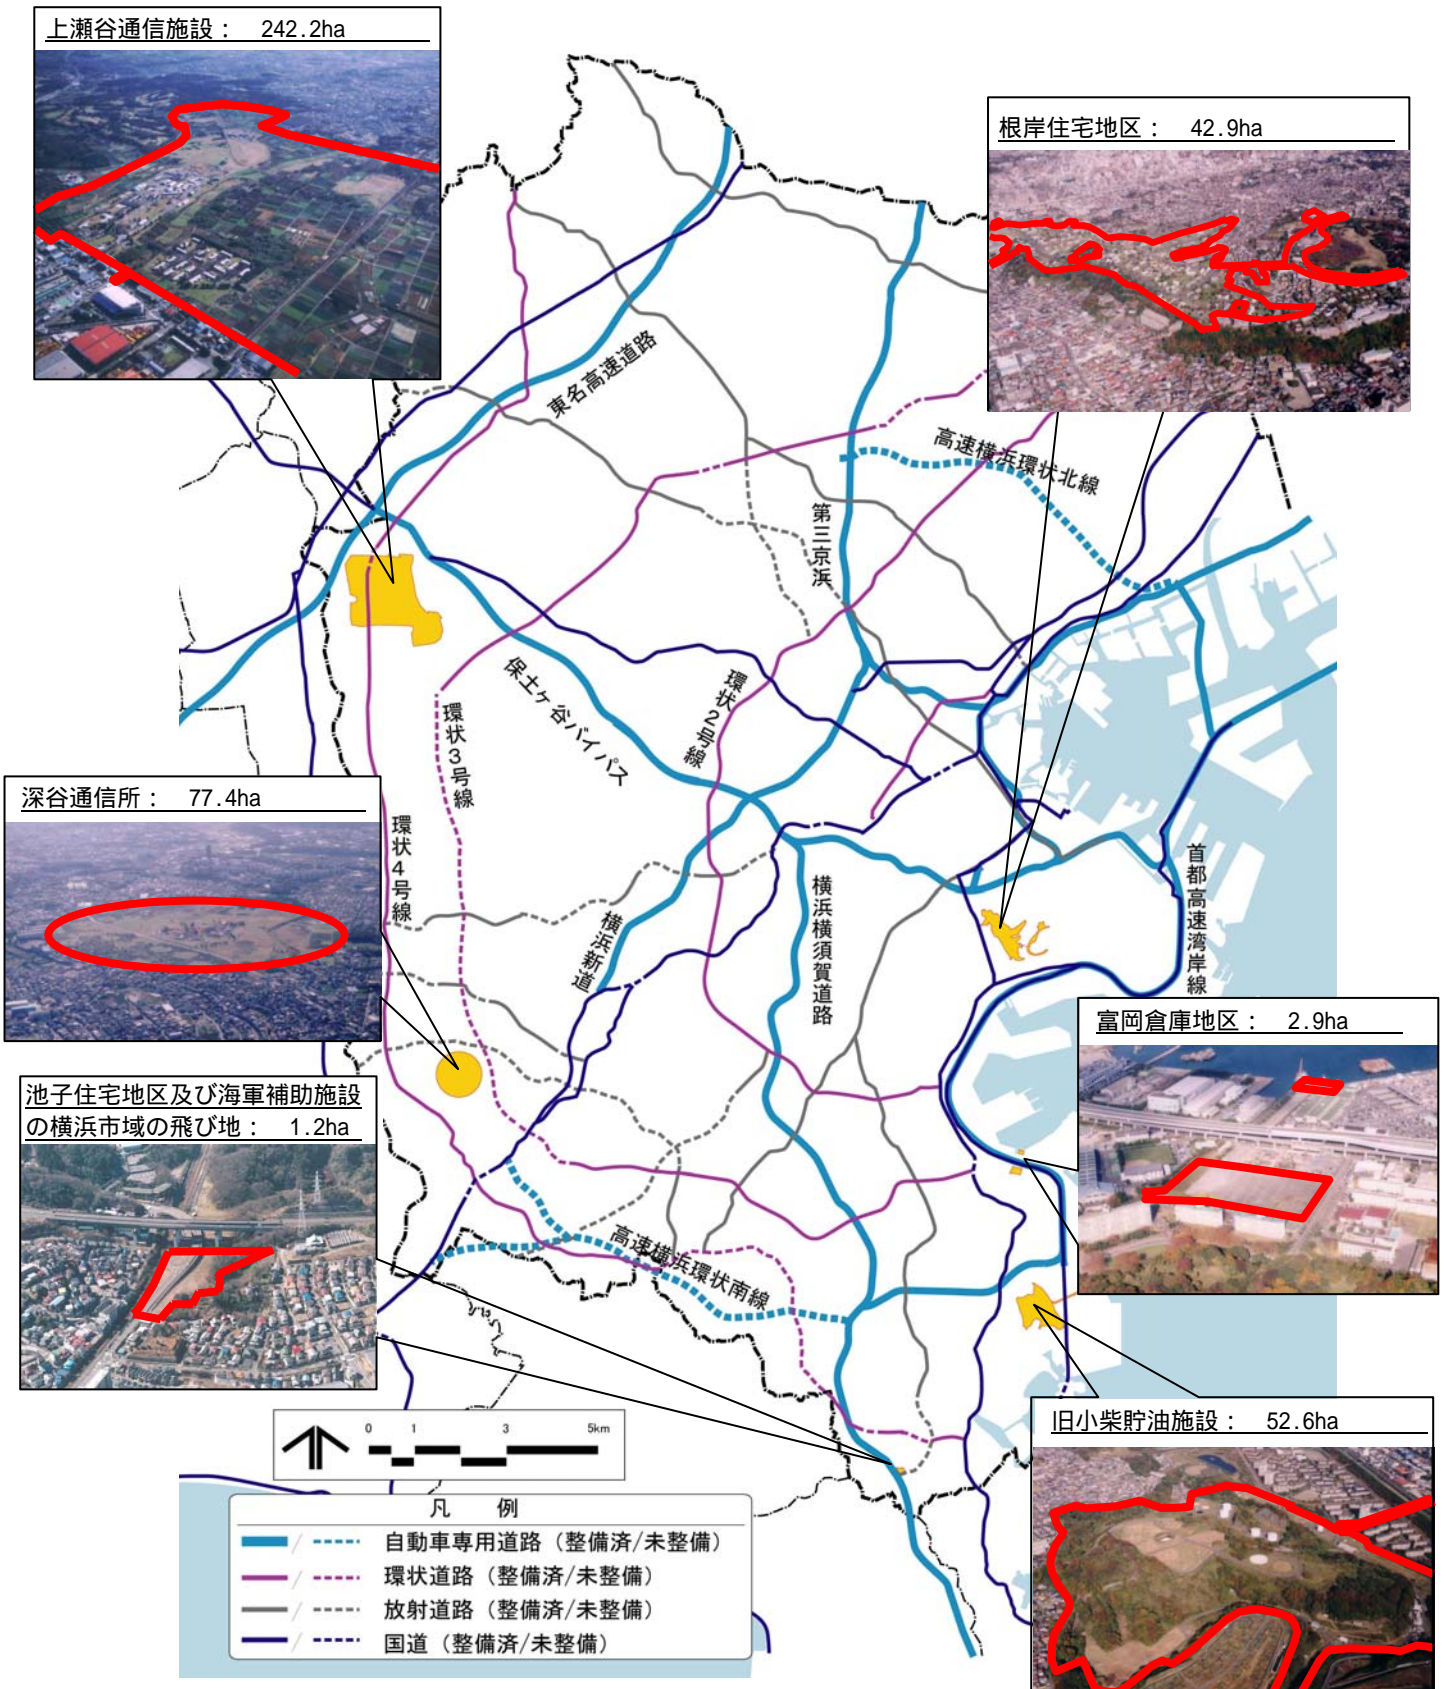 上瀬谷通信施設： 242.2ha
根岸住宅地区： 42.9ha
東名高速道路
高速横浜環状北線
第三京浜
保土ヶ谷バイパス
環状2号線
環状3号線
深谷通信所： 77.4ha
環状4号線
横浜新道
横浜横須賀道路
首都高速湾岸線
富岡倉庫地区： 2.9ha
池子住宅地区及び海軍補助施設
の横浜市域の飛び地： 1.2ha
高速横浜環状南線
旧小柴貯油施設： 52.6ha
0 1 3 5km
凡 例
自動車専用道路（整備済/未整備）
環状道路（整備済/未整備）
放射道路（整備済/未整備）
国道（整備済/未整備）